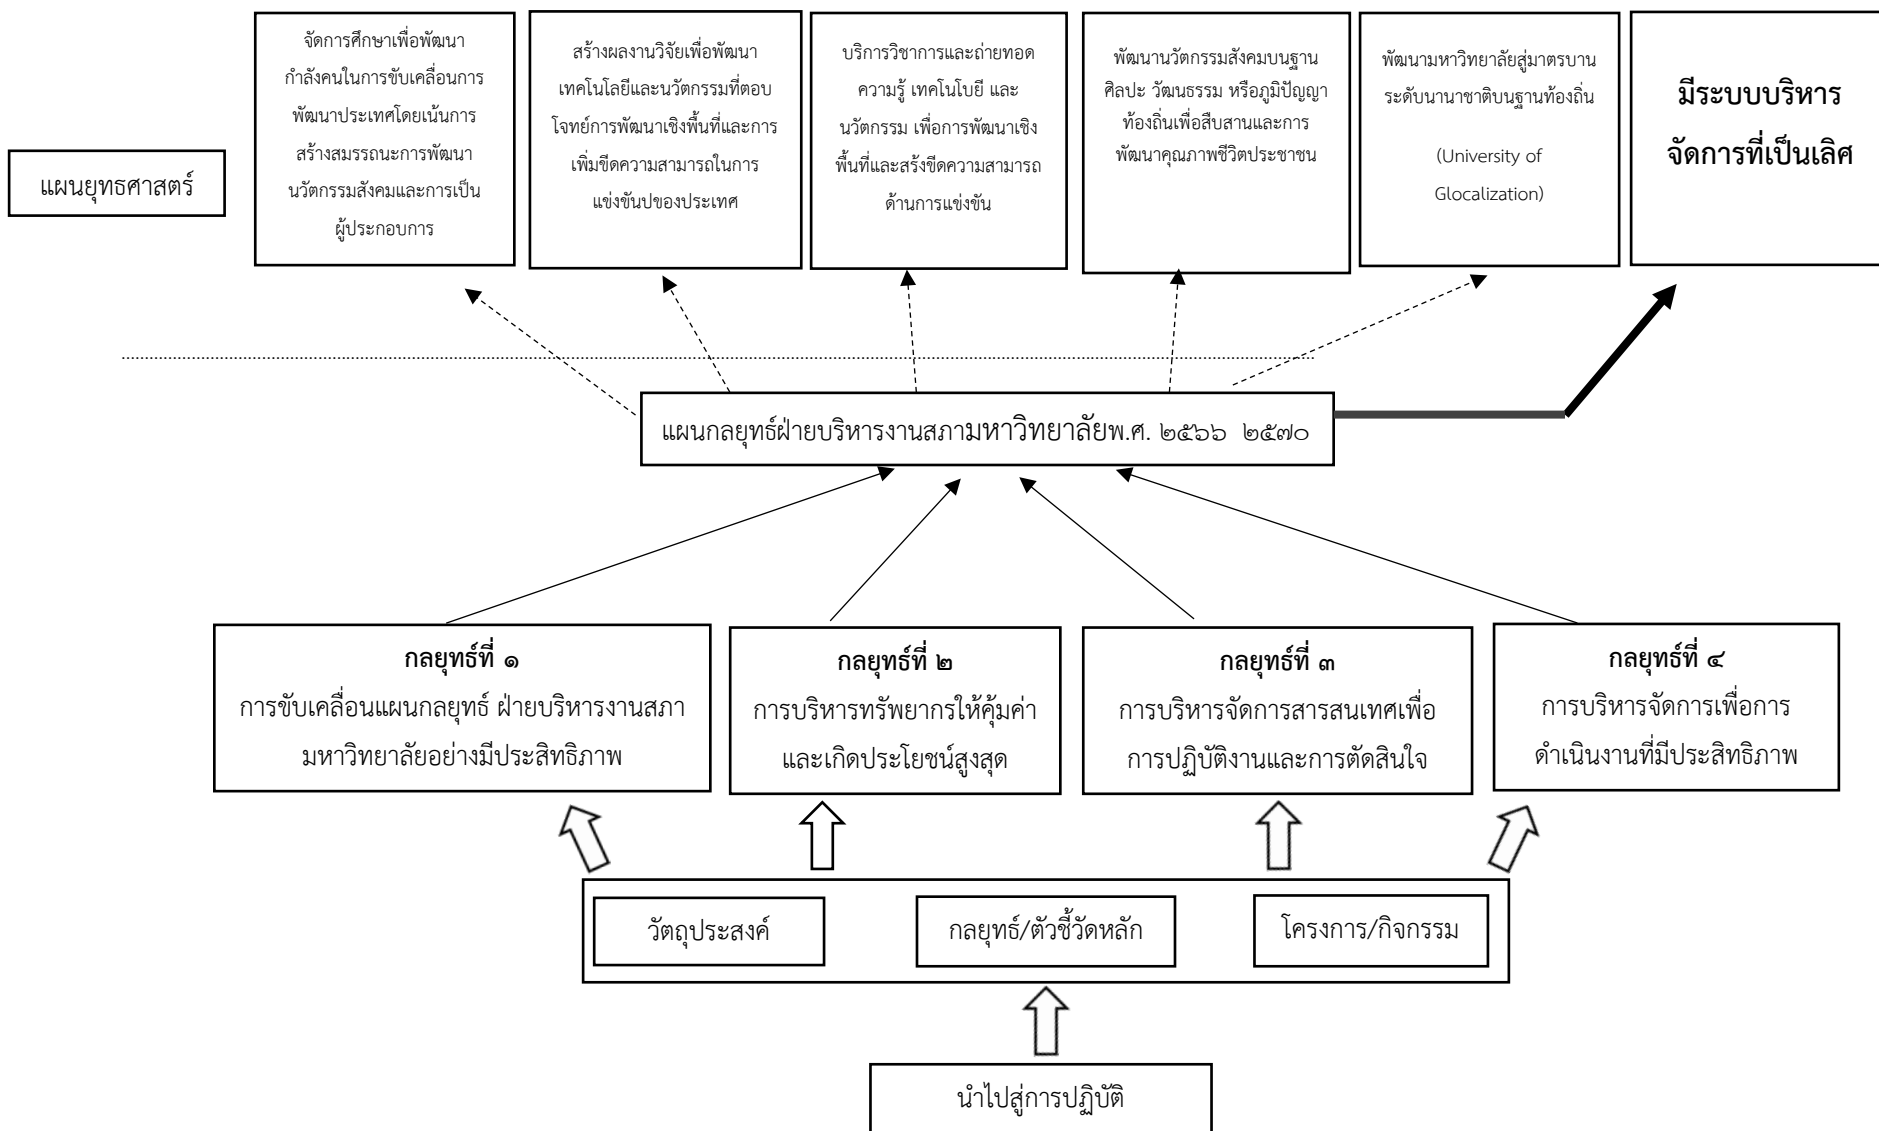 แผนยุทธศาสตร์
จัดการศึกษาเพื่อพัฒนา
กำลังคนในการขับเคลื่อนการ
พัฒนาประเทศโดยเน้นการ
สร้างสมรรถนะการพัฒนา
นวัตกรรมสังคมและการเป็น
ผู้ประกอบการ
สร้างผลงานวิจัยเพื่อพัฒนา
เทคโนโลยีและนวัตกรรมที่ตอบ
โจทย์การพัฒนาเชิงพื้นที่และการ
เพิ่มขีดความสามารถในการ
แข่งขันปของประเทศ
บริการวิชาการและถ่ายทอด
ความรู้ เทคโนโบยี และ
นวัตกรรม เพื่อการพัฒนาเชิง
พื้นที่และสร้งขีดความสามารถ
ด้านการแข่งขัน
พัฒนานวัตกรรมสังคมบนฐาน
ศิลปะ วัฒนธรรม หรือภูมิปัญญา
ท้องถิ่นเพื่อสืบสานและการ
พัฒนาคุณภาพชีวิตประชาชน
พัฒนามหาวิทยาลัยสู่มาตรบาน
ระดับนานาชาติบนฐานท้องถิ่น
(University of
Glocalization)
มีระบบบริหาร
จัดการที่เป็นเลิศ
แผนกลยุทธ์ฝ่ายบริหารงานสภามหาวิทยาลัยพ.ศ. ๒๕๖๖ ๒๕๗๐
กลยุทธ์ที่ ๑
การขับเคลื่อนแผนกลยุทธ์ ฝ่ายบริหารงานสภา
มหาวิทยาลัยอย่างมีประสิทธิภาพ
กลยุทธ์ที่ ๒
การบริหารทรัพยากรให้คุ้มค่า
และเกิดประโยชน์สูงสุด
กลยุทธ์ที่ ๓
การบริหารจัดการสารสนเทศเพื่อ
การปฏิบัติงานและการตัดสินใจ
กลยุทธ์ที่ ๔
การบริหารจัดการเพื่อการ
ดำเนินงานที่มีประสิทธิภาพ
วัตถุประสงค์
กลยุทธ์/ตัวชี้วัดหลัก
โครงการ/กิจกรรม
นำไปสู่การปฏิบัติ